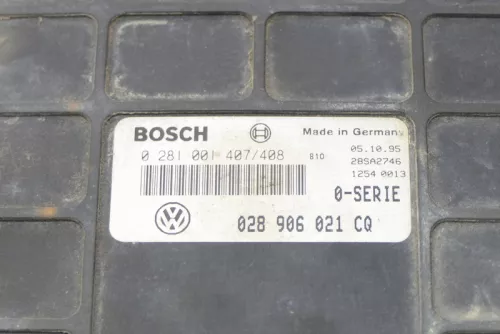 BOSCH Made in Germany
0 281 001 407/408 B10 05.10.95
28SA2746
1254 0013
0-SERIE
028 906 021 CQ